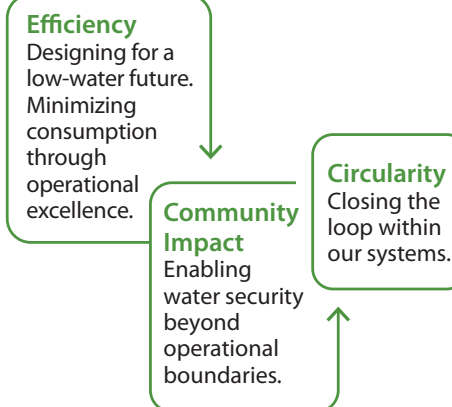 Efficiency
Designing for a
low-water future.
Minimizing
consumption
through
operational
excellence.
Community
Impact
Enabling
water security
beyond
operational
boundaries.
Circularity
Closing the
loop within
our systems.